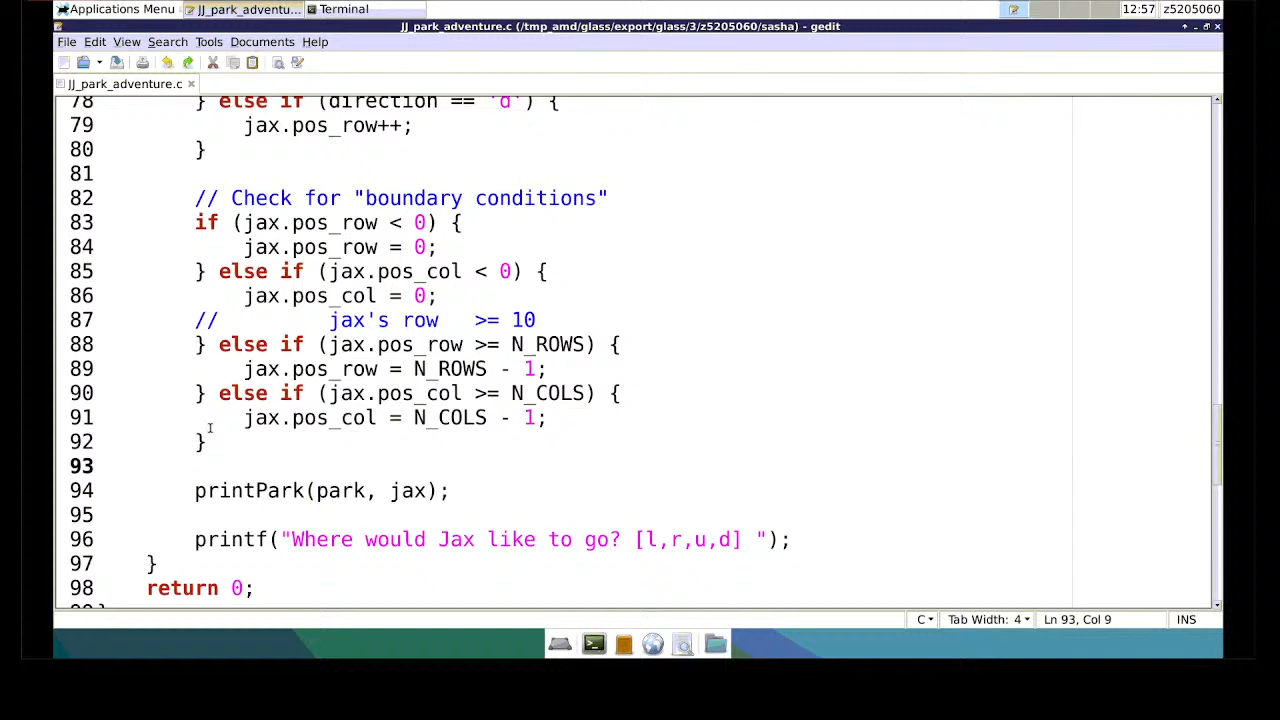 Applications Menu JJ_park_adventu... Terminal 12:57 z5205060
JJ_park_adventure.c (/tmp_amd/glass/export/glass/3/z5205060/sasha) - gedit
File Edit View Search Tools Documents Help
JJ_park_adventure.c
78 } else if (direction == 'd') {
79 jax.pos_row++;
80 }
81
82 // Check for "boundary conditions"
83 if (jax.pos_row < 0) {
84 jax.pos_row = 0;
85 } else if (jax.pos_col < 0) {
86 jax.pos_col = 0;
87 // jax's row >= 10
88 } else if (jax.pos_row >= N_ROWS) {
89 jax.pos_row = N_ROWS - 1;
90 } else if (jax.pos_col >= N_COLS) {
91 jax.pos_col = N_COLS - 1;
92 }
93
94 printPark(park, jax);
95
96 printf("Where would Jax like to go? [l,r,u,d] ");
97 }
98 return 0;
99 }
C Tab Width: 4 Ln 93, Col 9 INS